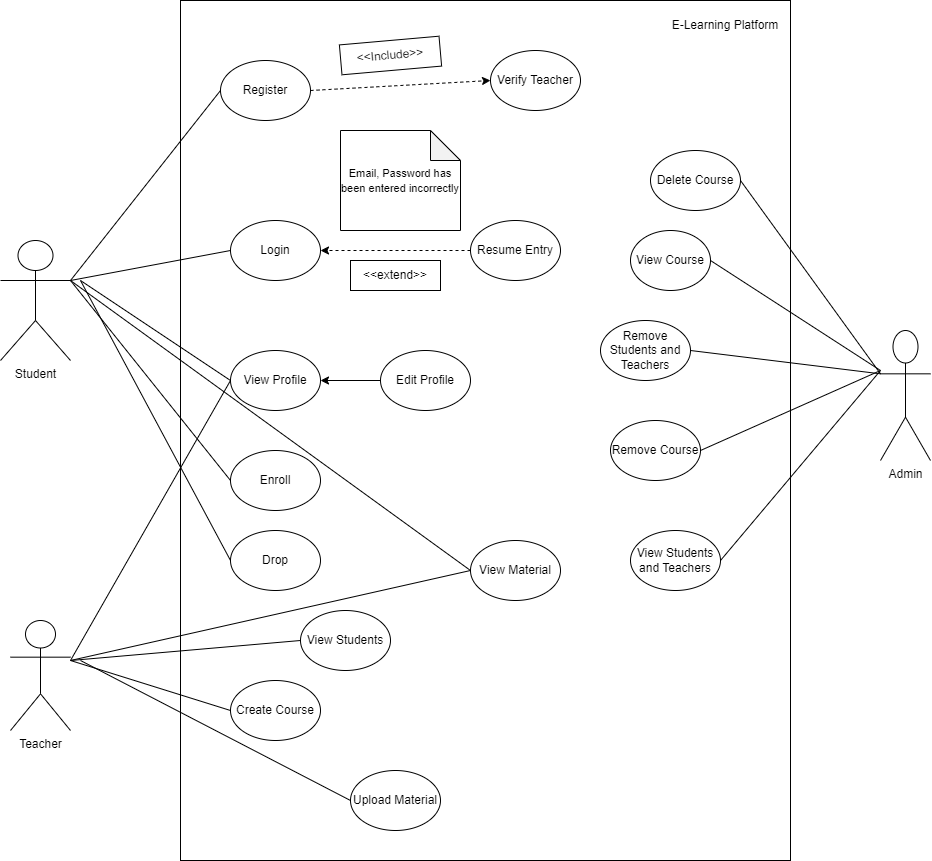 E-Learning Platform
<<Include>>
Register
Verify Teacher
Email, Password has
been entered incorrectly
Delete Course
Login
Resume Entry
<<extend>>
View Course
Remove
Students and
Teachers
Student
View Profile
Edit Profile
Remove Course
Admin
Enroll
Drop
View Material
View Students
and Teachers
View Students
Create Course
Teacher
Upload Material